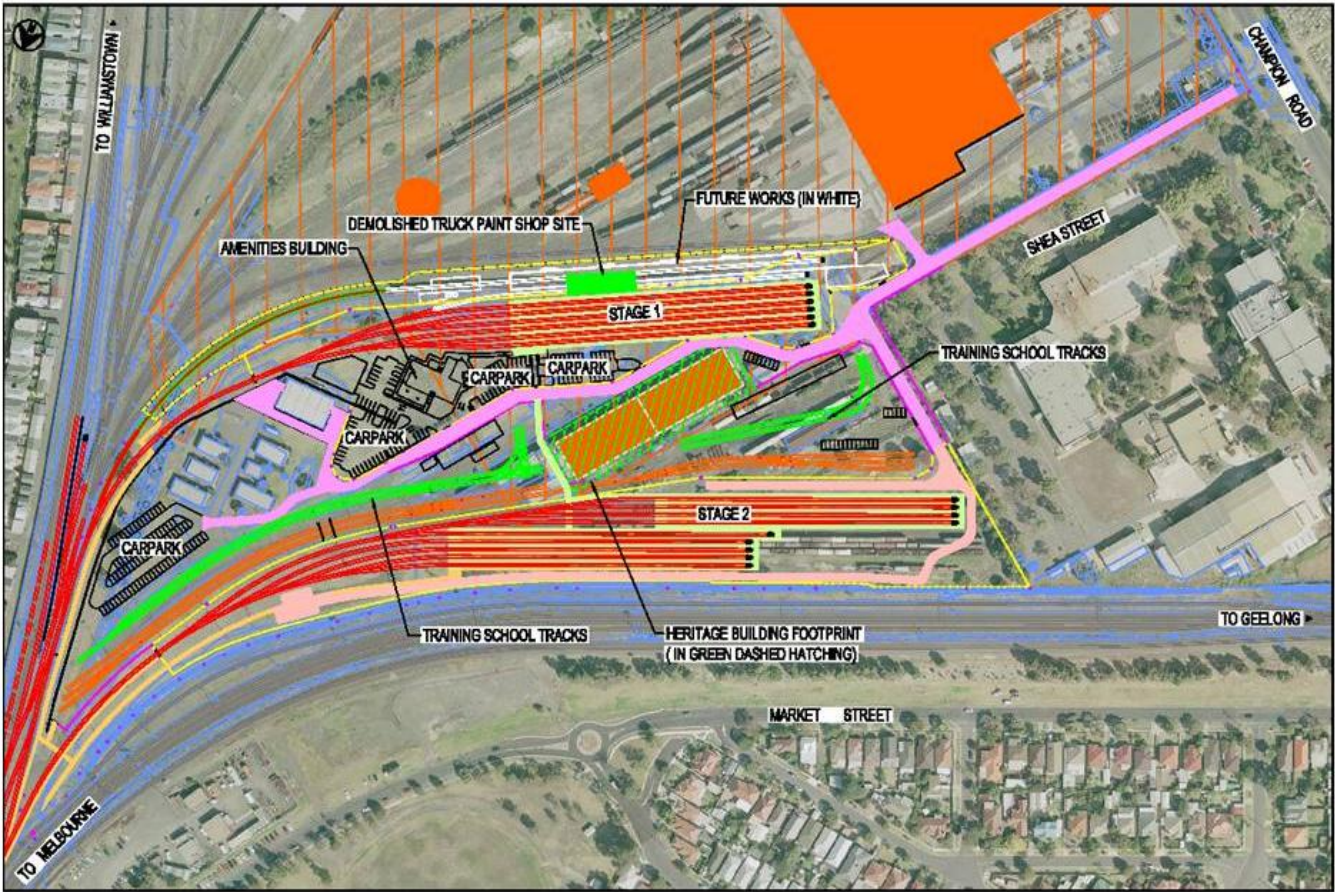 TO WILLIAMSTOWN
CHAMPION ROAD
FUTURE WORKS (IN WHITE)
DEMOLISHED TRUCK PAINT SHOP SITE
AMENITIES BUILDING
SHEA STREET
STAGE 1
TRAINING SCHOOL TRACKS
CARPARK
CARPARK
CARPARK
STAGE 2
CARPARK
TO GEELONG
TRAINING SCHOOL TRACKS
HERITAGE BUILDING FOOTPRINT
(IN GREEN DASHED HATCHING)
MARKET STREET
TO MELBOURNE